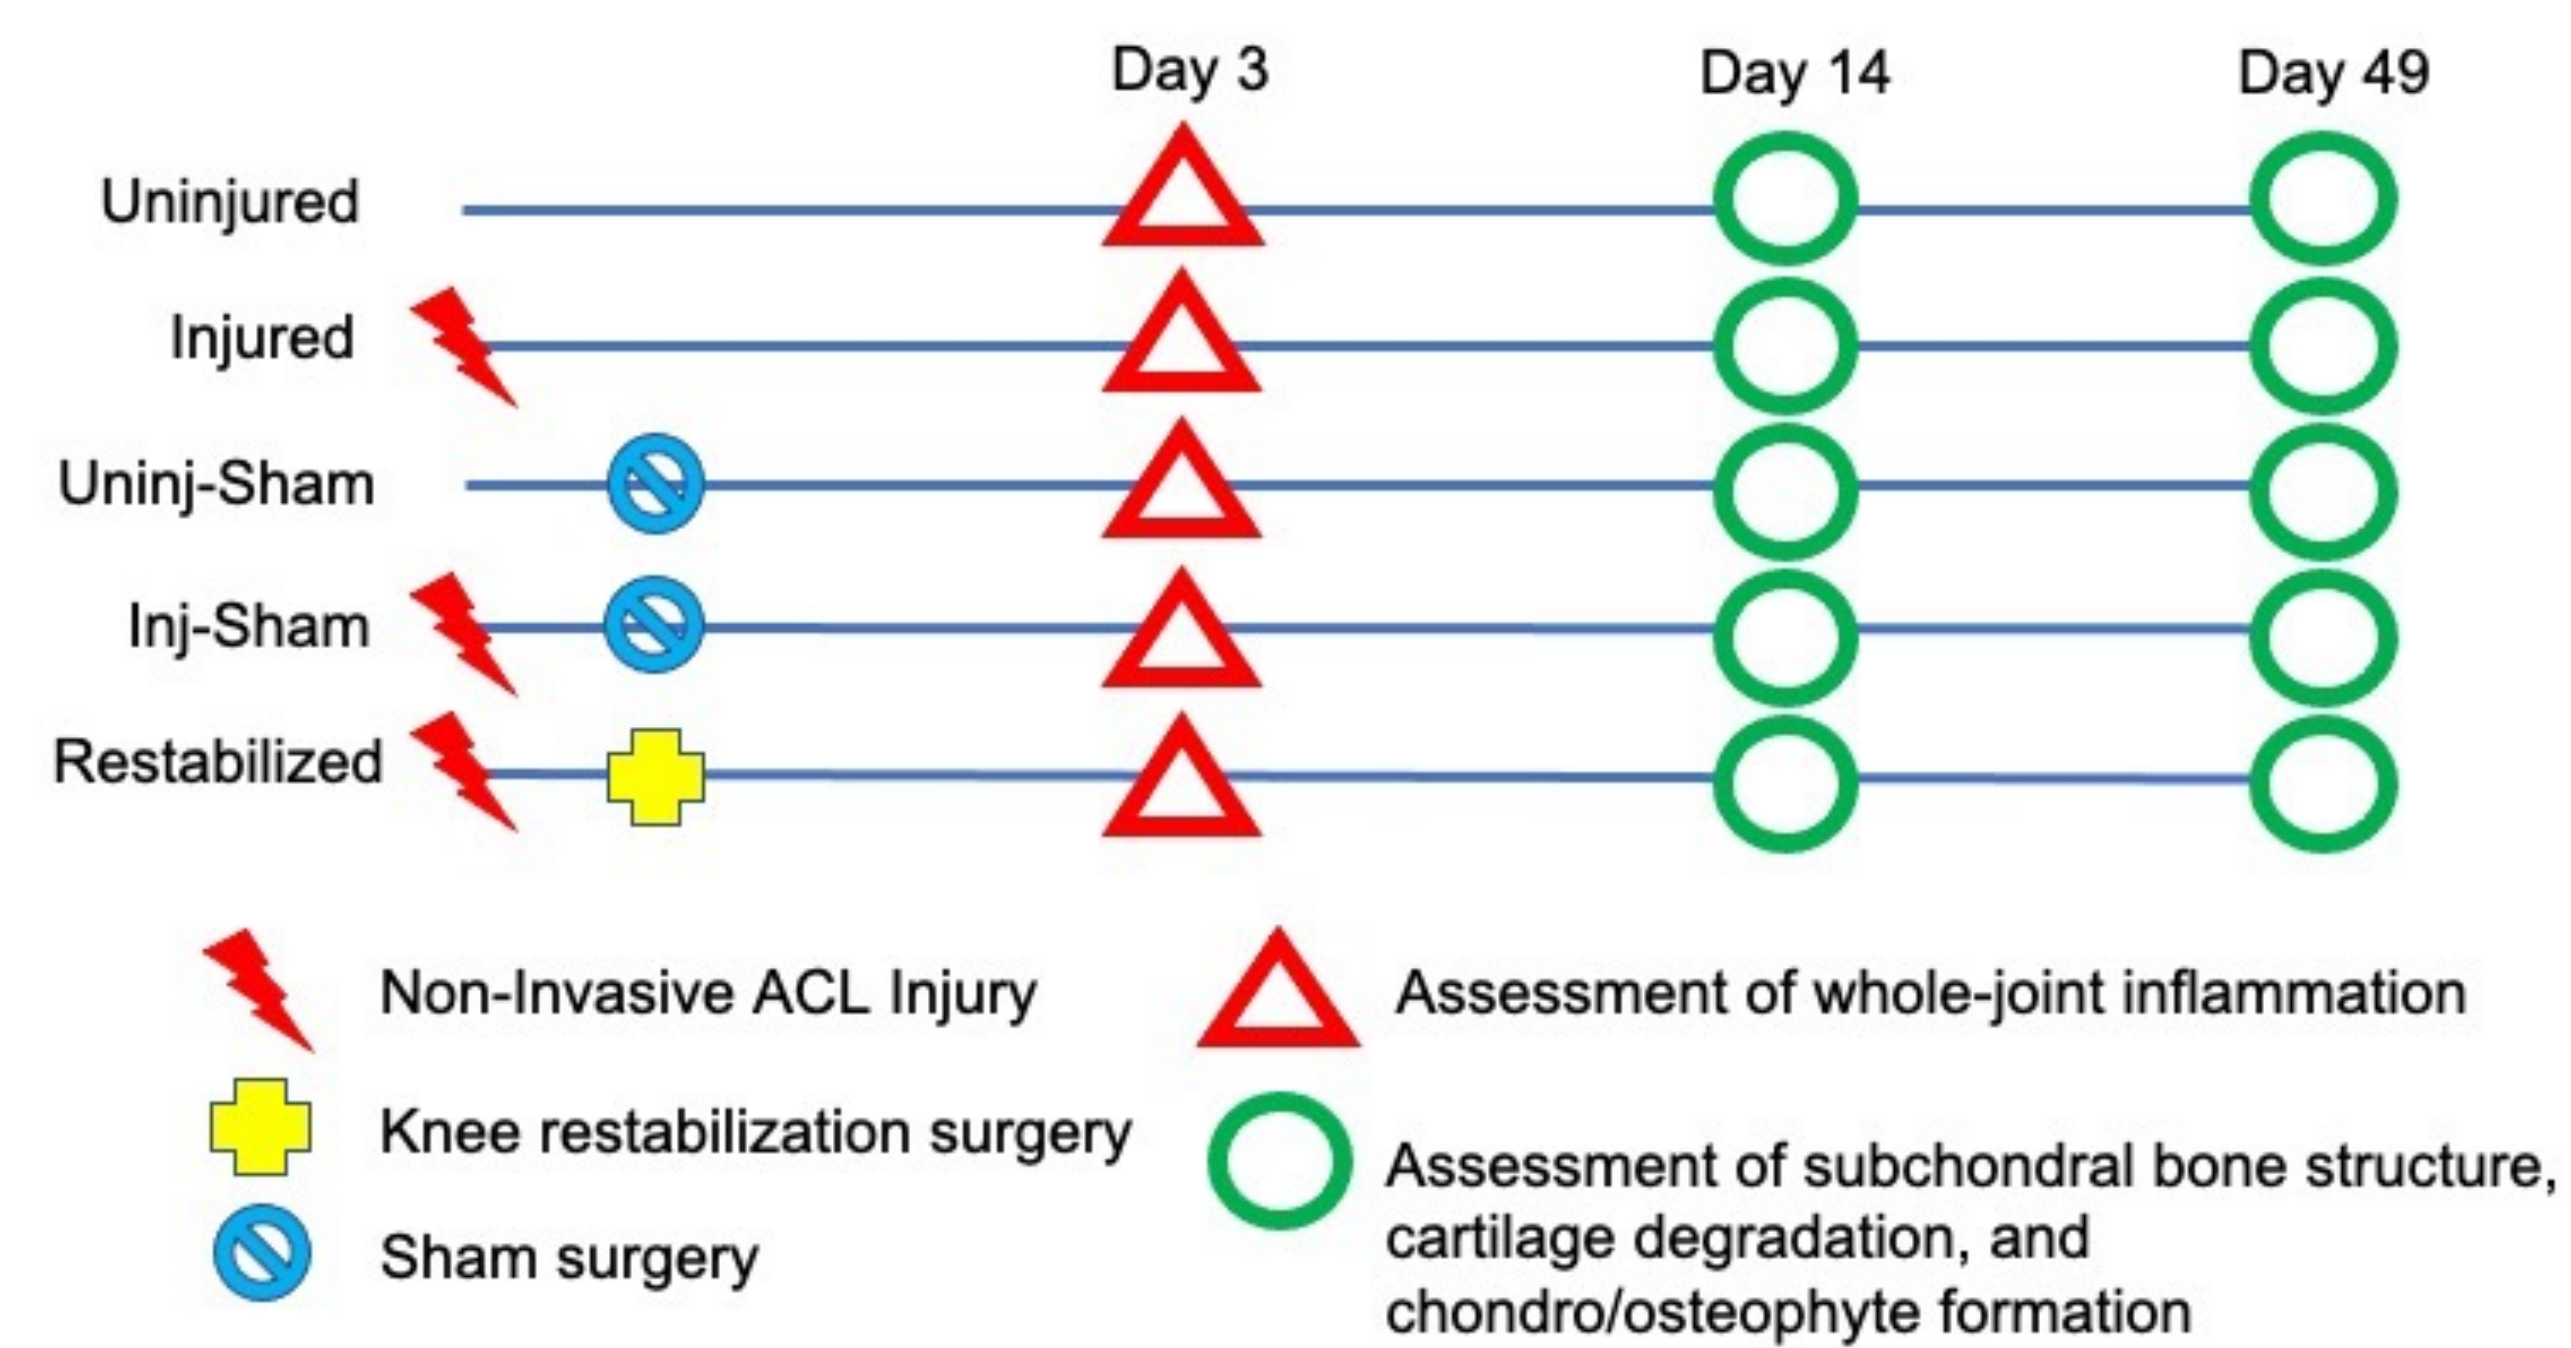 Day 3
Day 14
Day 49
Uninjured
Injured
Uninj-Sham
Inj-Sham
Restabilized
Non-Invasive ACL Injury
Knee restabilization surgery
Sham surgery
Assessment of whole-joint inflammation
Assessment of subchondral bone structure,
cartilage degradation, and
chondro/osteophyte formation